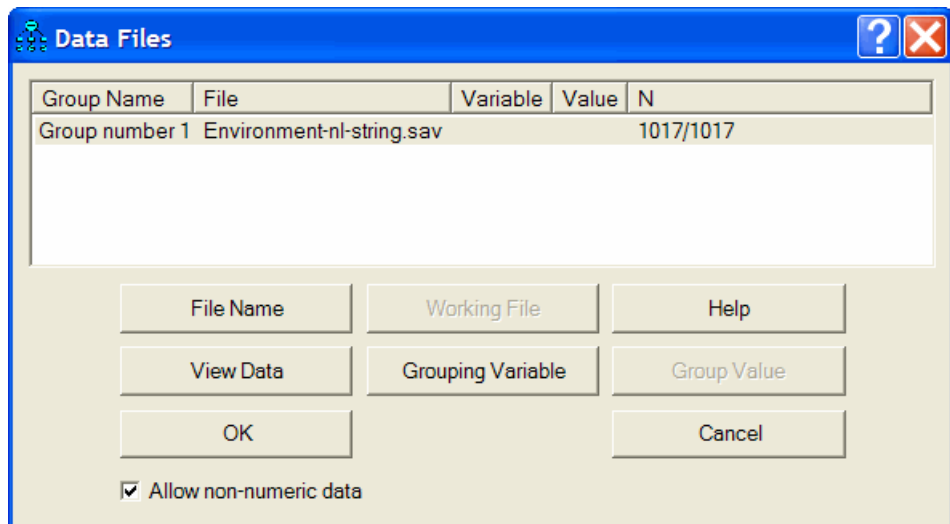 Data Files
Group Name File Variable Value N
Group number 1 Environment-nl-string.sav 1017/1017
File Name Working File Help
View Data Grouping Variable Group Value
OK Cancel
Allow non-numeric data